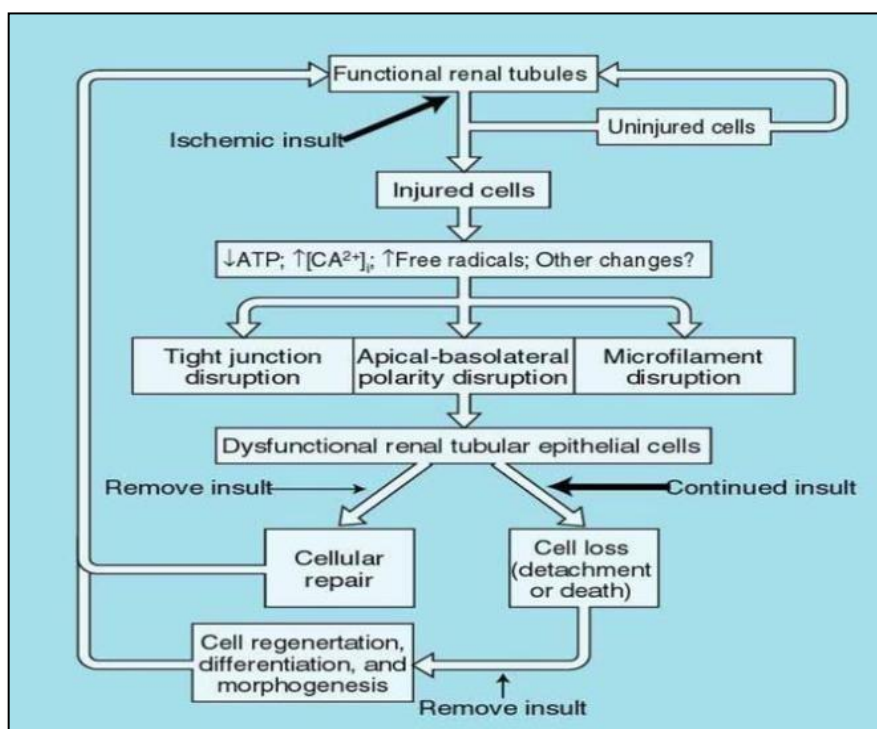 Functional renal tubules
Ischemic insult
Uninjured cells
Injured cells
↓ATP; ↑[CA²⁺]ᵢ; ↑Free radicals; Other changes?
Tight junction
disruption
Apical-basolateral
polarity disruption
Microfilament
disruption
Dysfunctional renal tubular epithelial cells
Remove insult
Continued insult
Cellular
repair
Cell loss
(detachment
or death)
Cell regenertation,
differentiation, and
morphogenesis
Remove insult